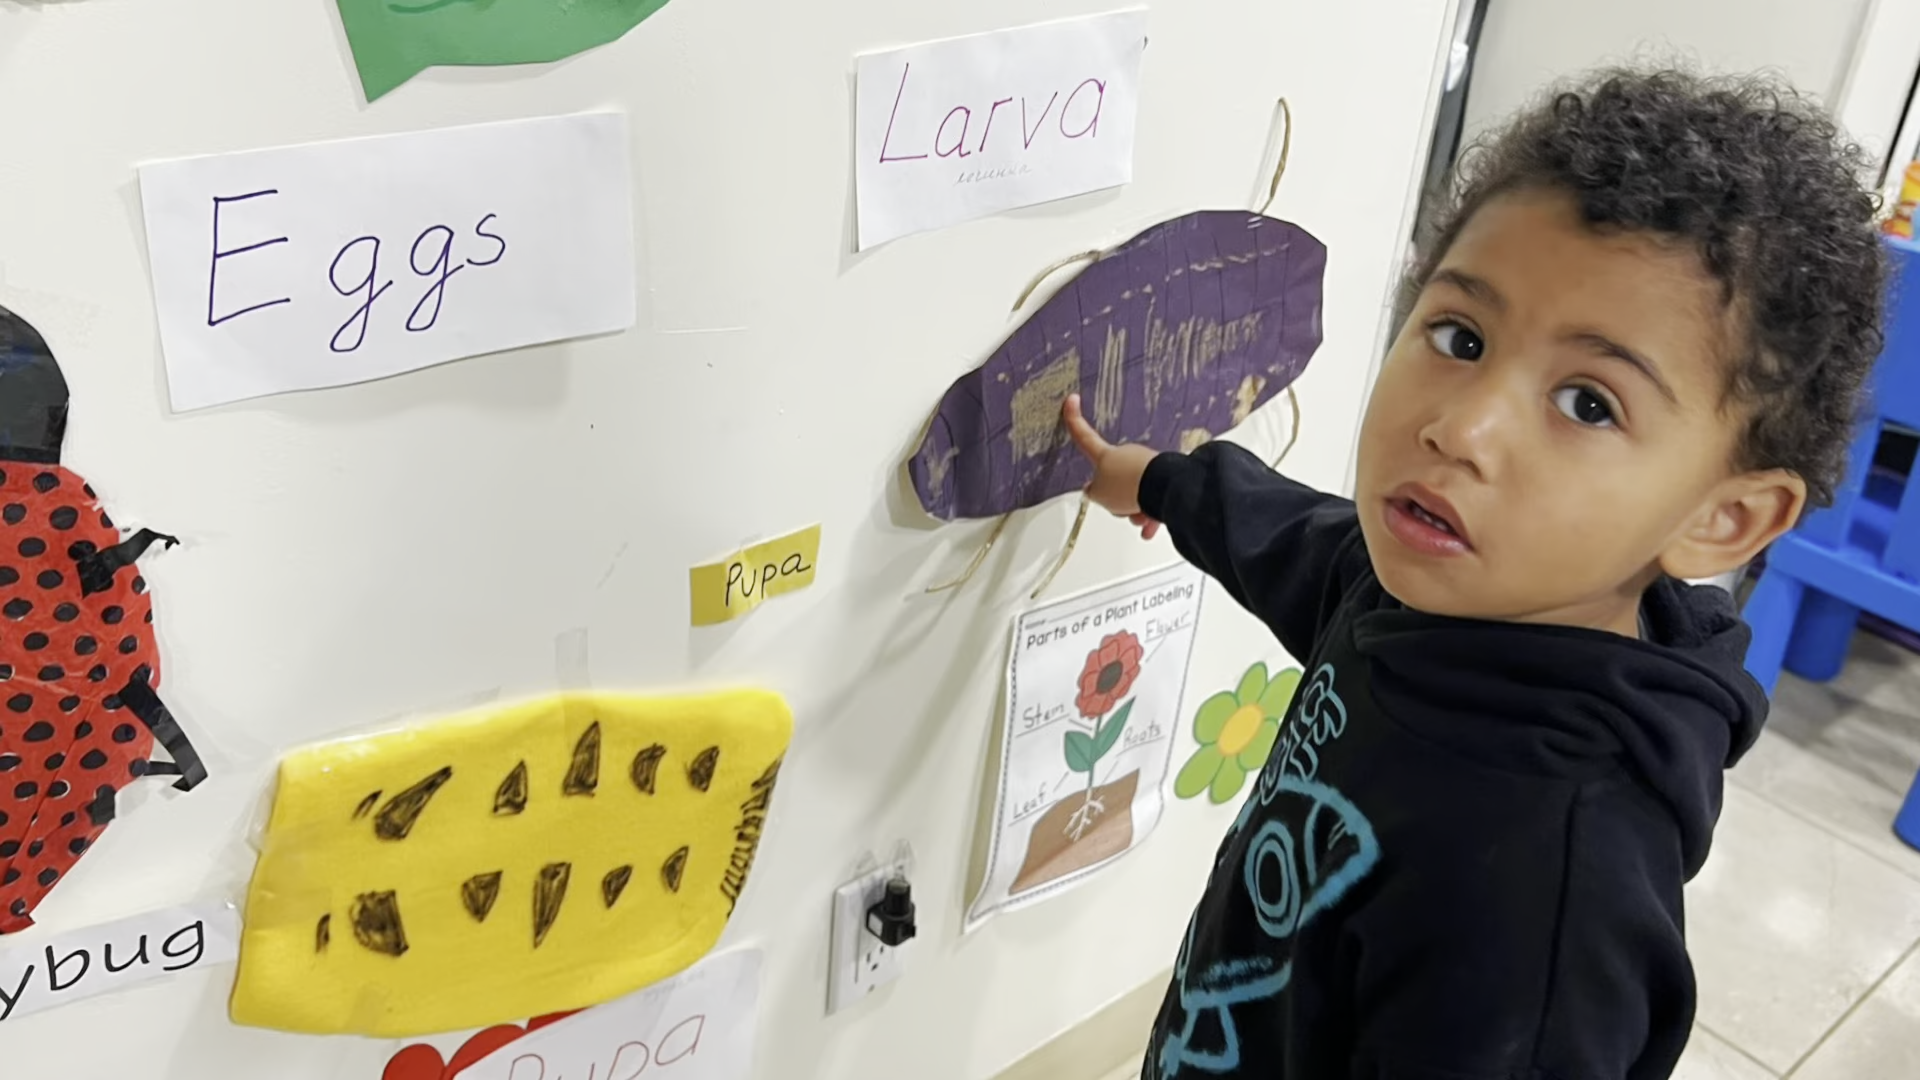 Larva
личинка
Eggs
Pupa
Parts of a Plant Labeling
Flower
Stem
Roots
Leaf
ybug
Pupa